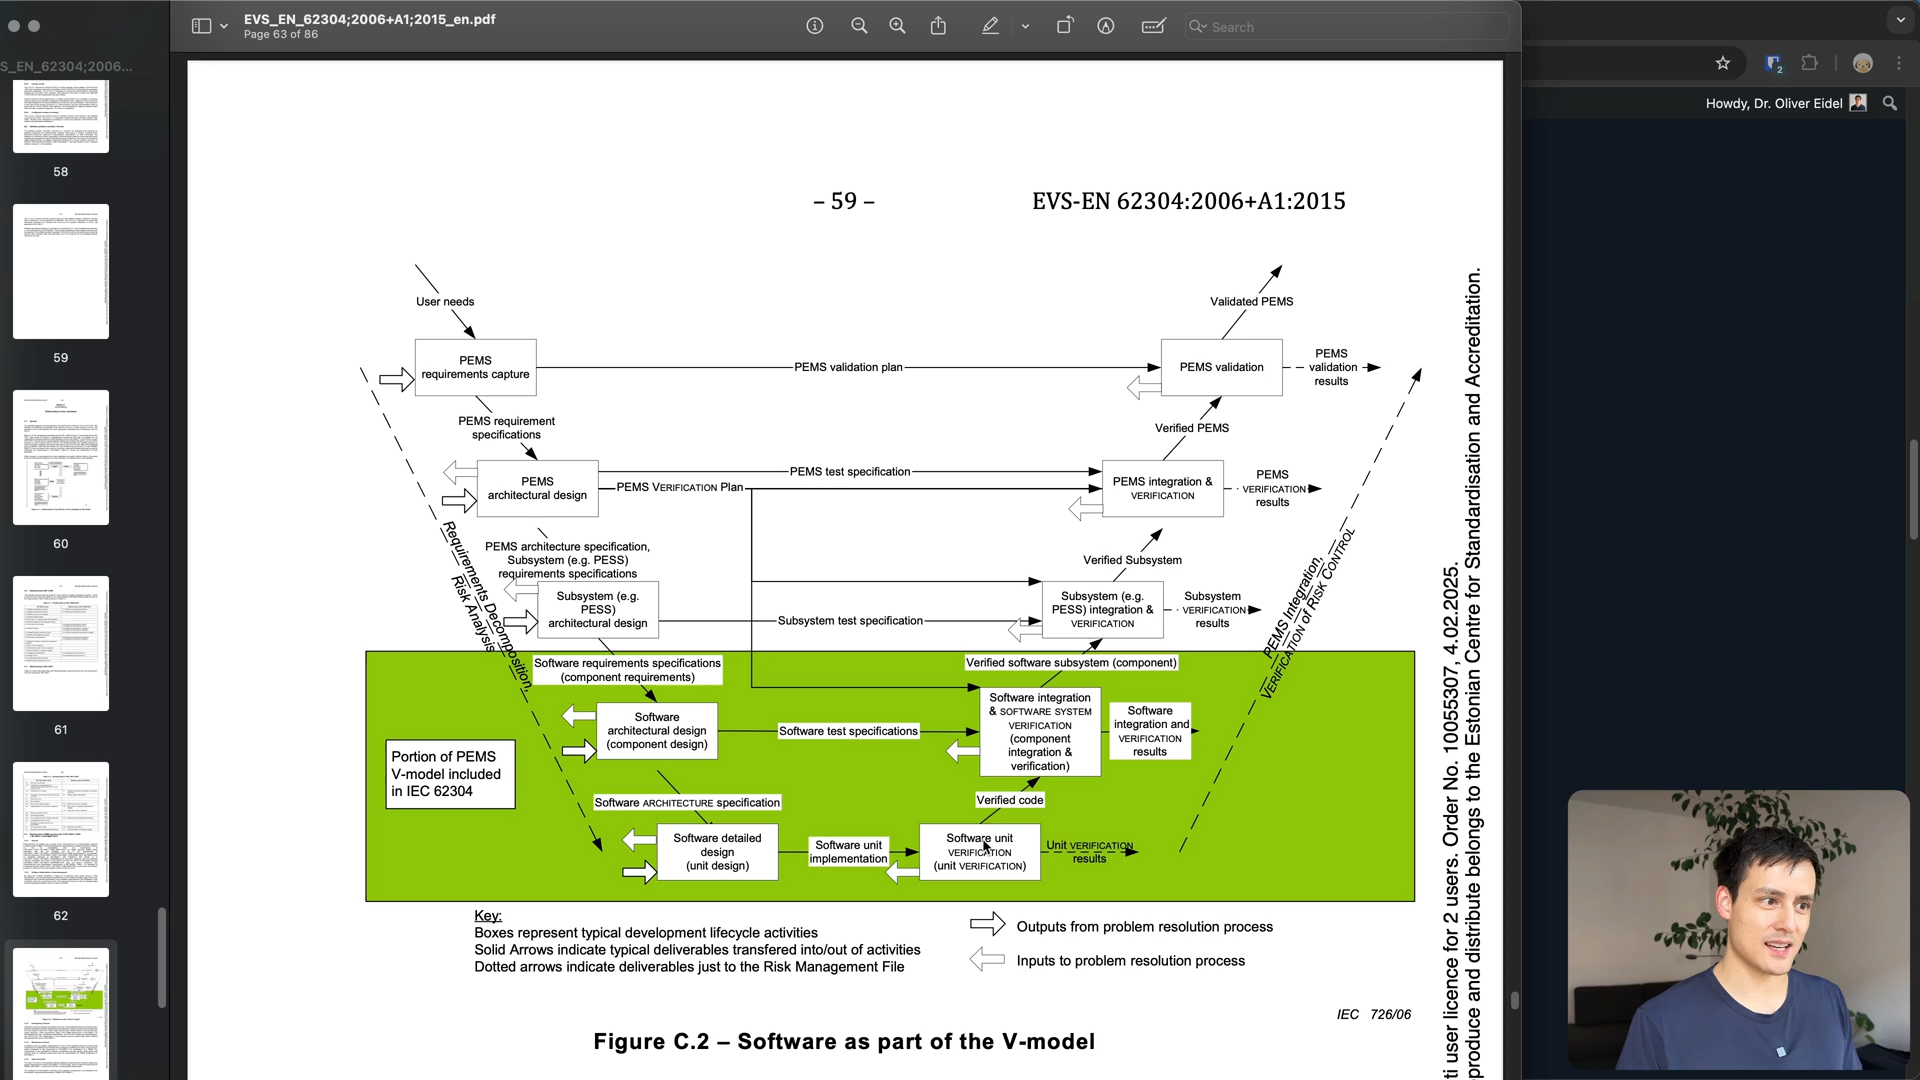 EVS_EN_62304;2006+A1;2015_en.pdf
Page 63 of 86
Search
S_EN_62304;2006...
58
59
60
61
62
2
Howdy, Dr. Oliver Eidel
– 59 –
EVS-EN 62304:2006+A1:2015
User needs
Validated PEMS
PEMS
requirements capture
PEMS validation plan
PEMS validation
PEMS
validation
results
PEMS requirement
specifications
Verified PEMS
PEMS
architectural design
PEMS test specification
PEMS VERIFICATION Plan
PEMS integration &
VERIFICATION
PEMS
VERIFICATION
results
PEMS architecture specification,
Subsystem (e.g. PESS)
requirements specifications
Verified Subsystem
Subsystem (e.g.
PESS)
architectural design
Subsystem test specification
Subsystem (e.g.
PESS) integration &
VERIFICATION
Subsystem
VERIFICATION
results
Requirements Decomposition,
Risk Analysis
PEMS Integration,
VERIFICATION of RISK CONTROL
Software requirements specifications
(component requirements)
Verified software subsystem (component)
Software
architectural design
(component design)
Software test specifications
Software integration
& SOFTWARE SYSTEM
VERIFICATION
(component
integration &
verification)
Software
integration and
VERIFICATION
results
Portion of PEMS
V-model included
in IEC 62304
Software ARCHITECTURE specification
Verified code
Software detailed
design
(unit design)
Software unit
implementation
Software unit
VERIFICATION
(unit VERIFICATION)
Unit VERIFICATION
results
Key:
Boxes represent typical development lifecycle activities
Solid Arrows indicate typical deliverables transfered into/out of activities
Dotted arrows indicate deliverables just to the Risk Management File
Outputs from problem resolution process
Inputs to problem resolution process
IEC 726/06
Figure C.2 – Software as part of the V-model
ti user licence for 2 users. Order No. 10055307, 4.02.2025.
produce and distribute belongs to the Estonian Centre for Standardisation and Accreditation.